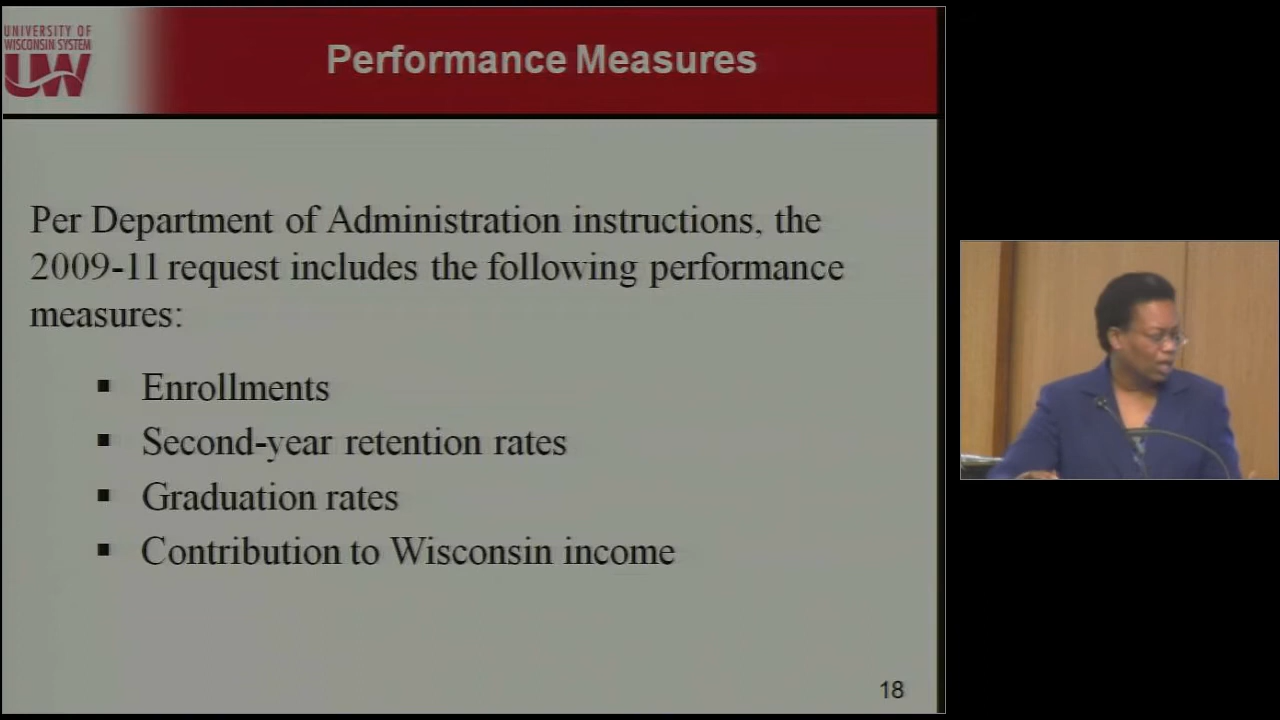 UNIVERSITY OF
WISCONSIN SYSTEM
UW
Performance Measures
Per Department of Administration instructions, the
2009-11 request includes the following performance
measures:
▪ Enrollments
▪ Second-year retention rates
▪ Graduation rates
▪ Contribution to Wisconsin income
18